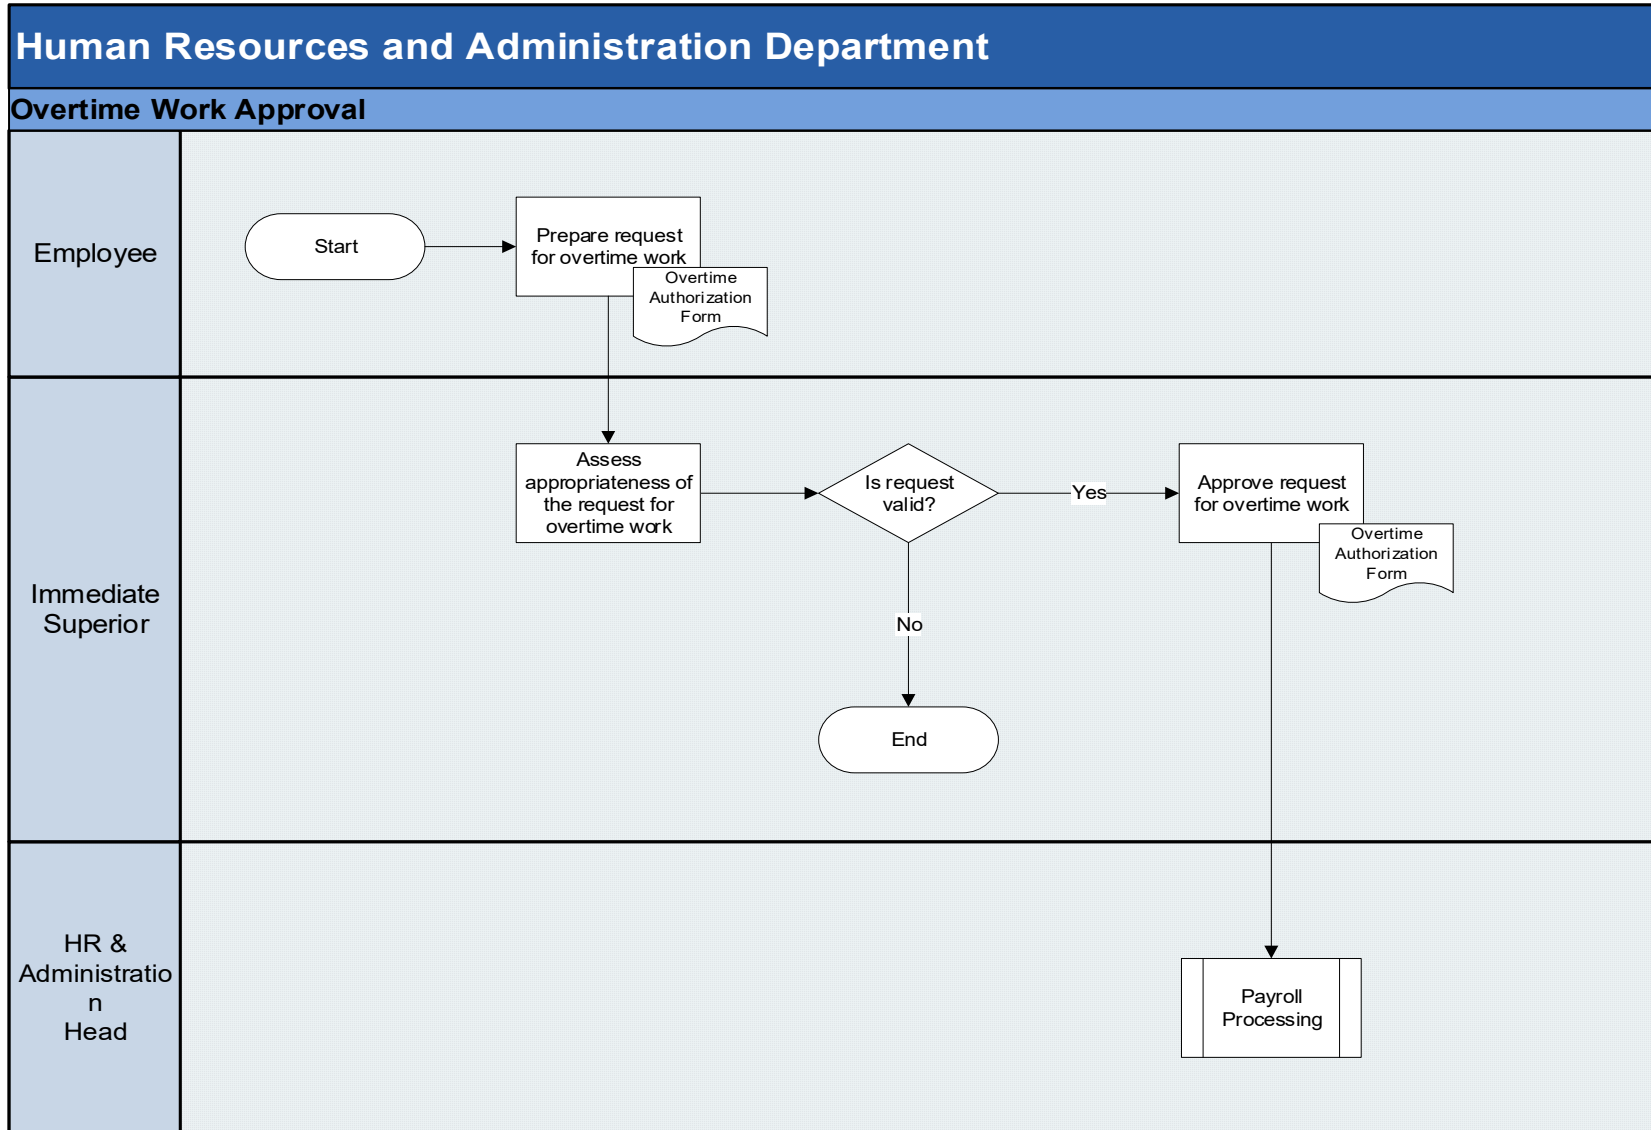 Human Resources and Administration Department
Overtime Work Approval
Employee
Start
Prepare request
for overtime work
Overtime
Authorization
Form
Immediate
Superior
Assess
appropriateness of
the request for
overtime work
Is request
valid?
Yes
Approve request
for overtime work
Overtime
Authorization
Form
No
End
HR &
Administratio
n
Head
Payroll
Processing